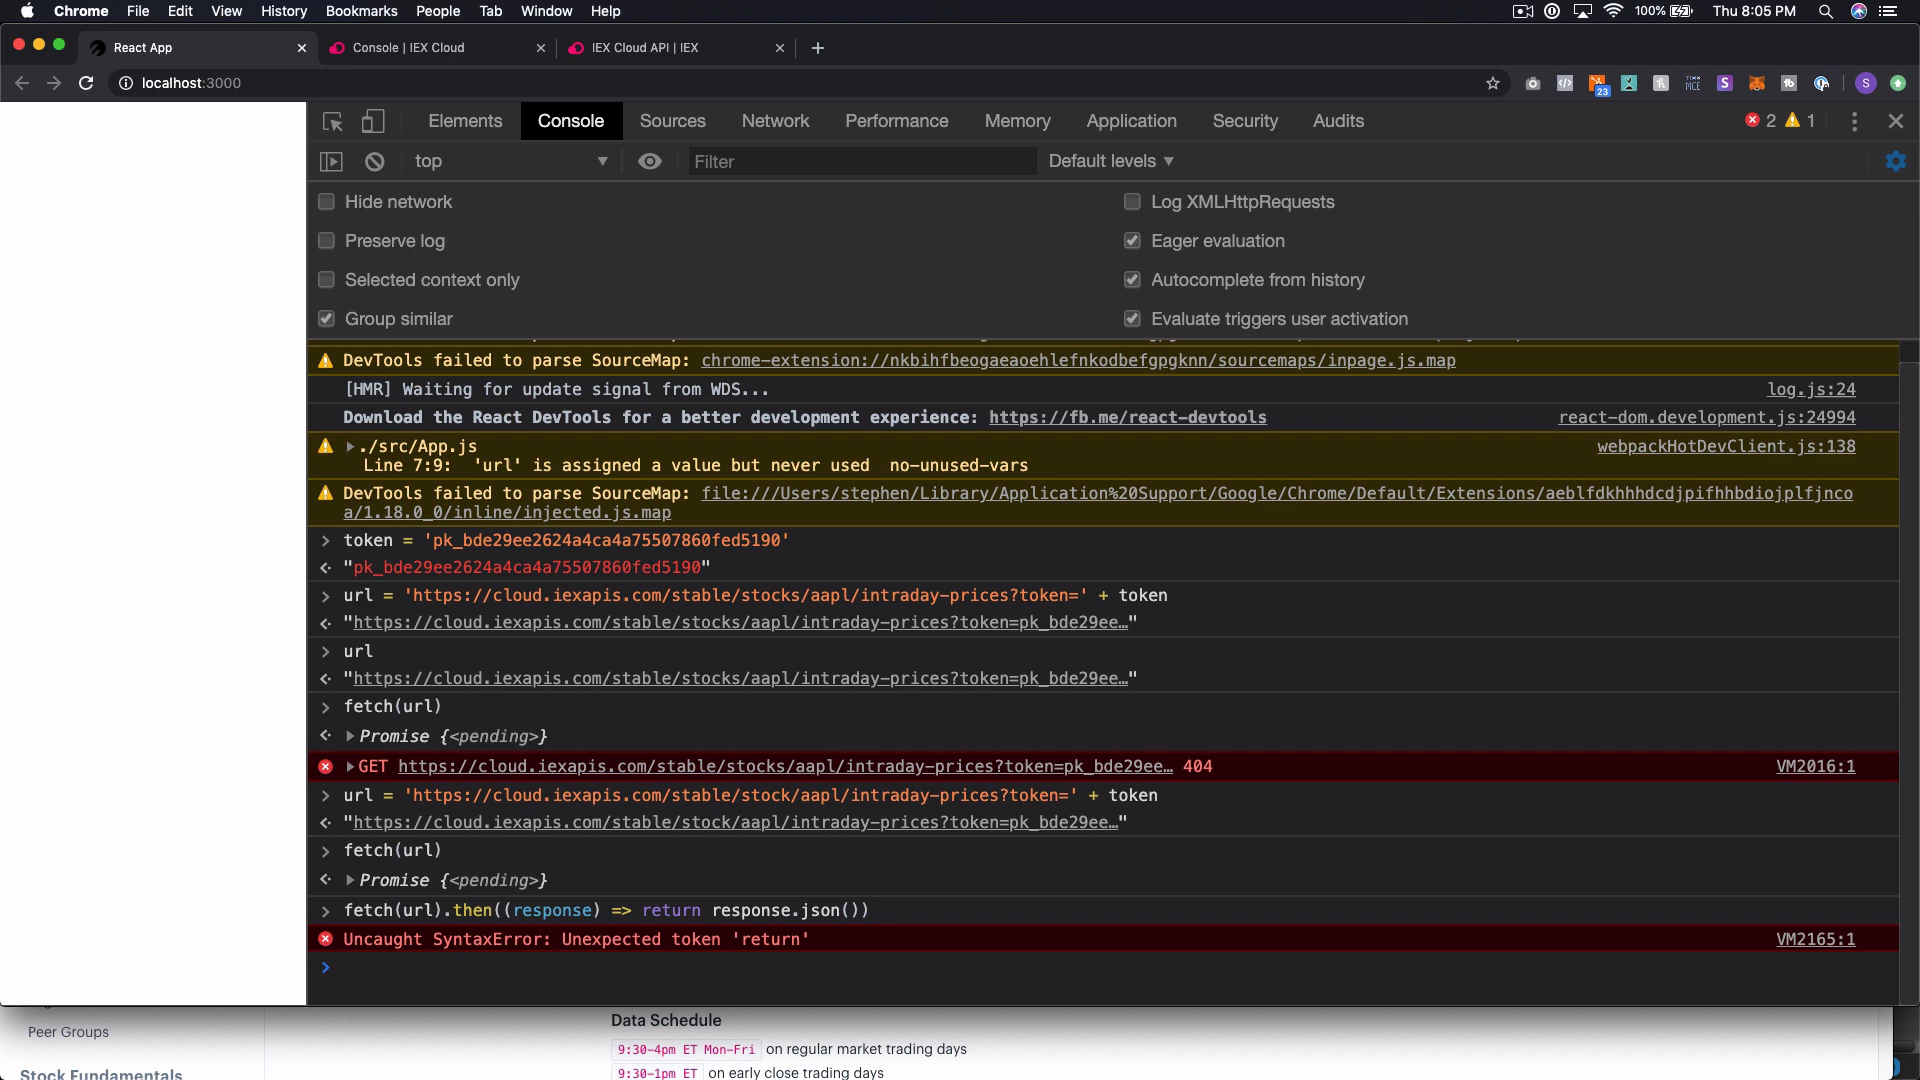 Chrome File Edit View History Bookmarks People Tab Window Help 100% Thu 8:05 PM
React App Console | IEX Cloud IEX Cloud API | IEX
localhost:3000 23 S S
Elements Console Sources Network Performance Memory Application Security Audits 2 1
top Filter Default levels
Hide network Log XMLHttpRequests
Preserve log Eager evaluation
Selected context only Autocomplete from history
Group similar Evaluate triggers user activation
DevTools failed to parse SourceMap: chrome-extension://nkbihfbeogaeaoehlefnkodbefgpgknn/sourcemaps/inpage.js.map
[HMR] Waiting for update signal from WDS... log.js:24
Download the React DevTools for a better development experience: https://fb.me/react-devtools react-dom.development.js:24994
./src/App.js webpackHotDevClient.js:138
Line 7:9: 'url' is assigned a value but never used no-unused-vars
DevTools failed to parse SourceMap: file:///Users/stephen/Library/Application%20Support/Google/Chrome/Default/Extensions/aeblfdkhhhdcdjpifhhbdiojplfjnco
a/1.18.0_0/inline/injected.js.map
> token = 'pk_bde29ee2624a4ca4a75507860fed5190'
"pk_bde29ee2624a4ca4a75507860fed5190"
> url = 'https://cloud.iexapis.com/stable/stocks/aapl/intraday-prices?token=' + token
"https://cloud.iexapis.com/stable/stocks/aapl/intraday-prices?token=pk_bde29ee…"
> url
"https://cloud.iexapis.com/stable/stocks/aapl/intraday-prices?token=pk_bde29ee…"
> fetch(url)
Promise {<pending>}
GET https://cloud.iexapis.com/stable/stocks/aapl/intraday-prices?token=pk_bde29ee… 404 VM2016:1
> url = 'https://cloud.iexapis.com/stable/stock/aapl/intraday-prices?token=' + token
"https://cloud.iexapis.com/stable/stock/aapl/intraday-prices?token=pk_bde29ee…"
> fetch(url)
Promise {<pending>}
> fetch(url).then((response) => return response.json())
Uncaught SyntaxError: Unexpected token 'return' VM2165:1
>
Data Schedule
Peer Groups
9:30-4pm ET Mon-Fri on regular market trading days
Stock Fundamentals
9:30-1pm ET on early close trading days